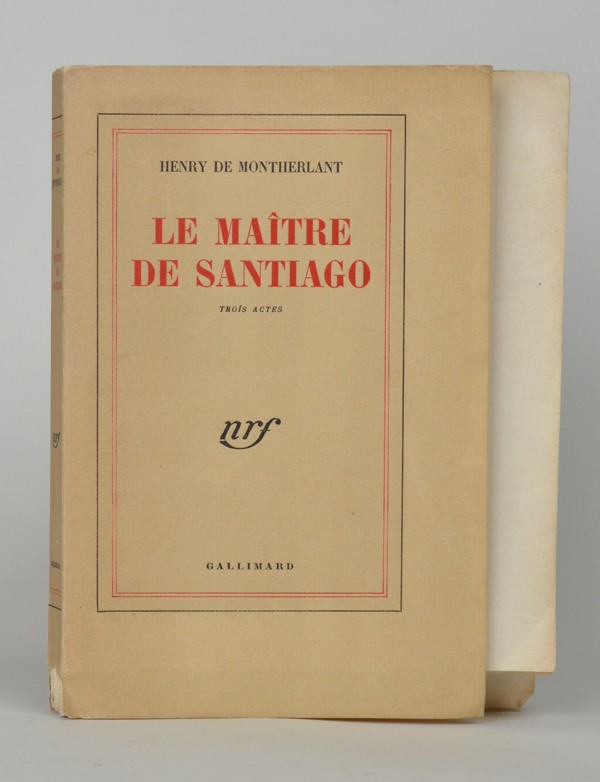 HENRY DE MONTHERLANT
LE MAÎTRE
DE SANTIAGO
TROIS ACTES
nrf
GALLIMARD